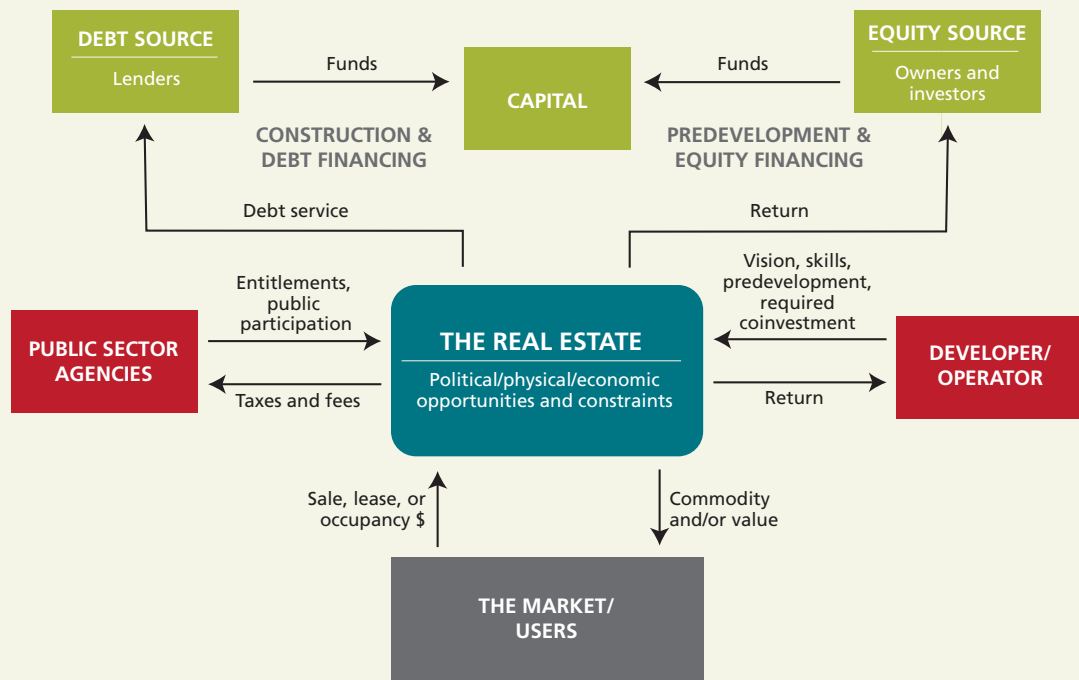 DEBT SOURCE
Lenders
Funds
CAPITAL
Funds
EQUITY SOURCE
Owners and
investors
CONSTRUCTION &
DEBT FINANCING
PREDEVELOPMENT &
EQUITY FINANCING
Debt service
Return
Entitlements,
public
participation
Vision, skills,
predevelopment,
required
coinvestment
PUBLIC SECTOR
AGENCIES
THE REAL ESTATE
Political/physical/economic
opportunities and constraints
DEVELOPER/
OPERATOR
Taxes and fees
Return
Sale, lease, or
occupancy $
Commodity
and/or value
THE MARKET/
USERS